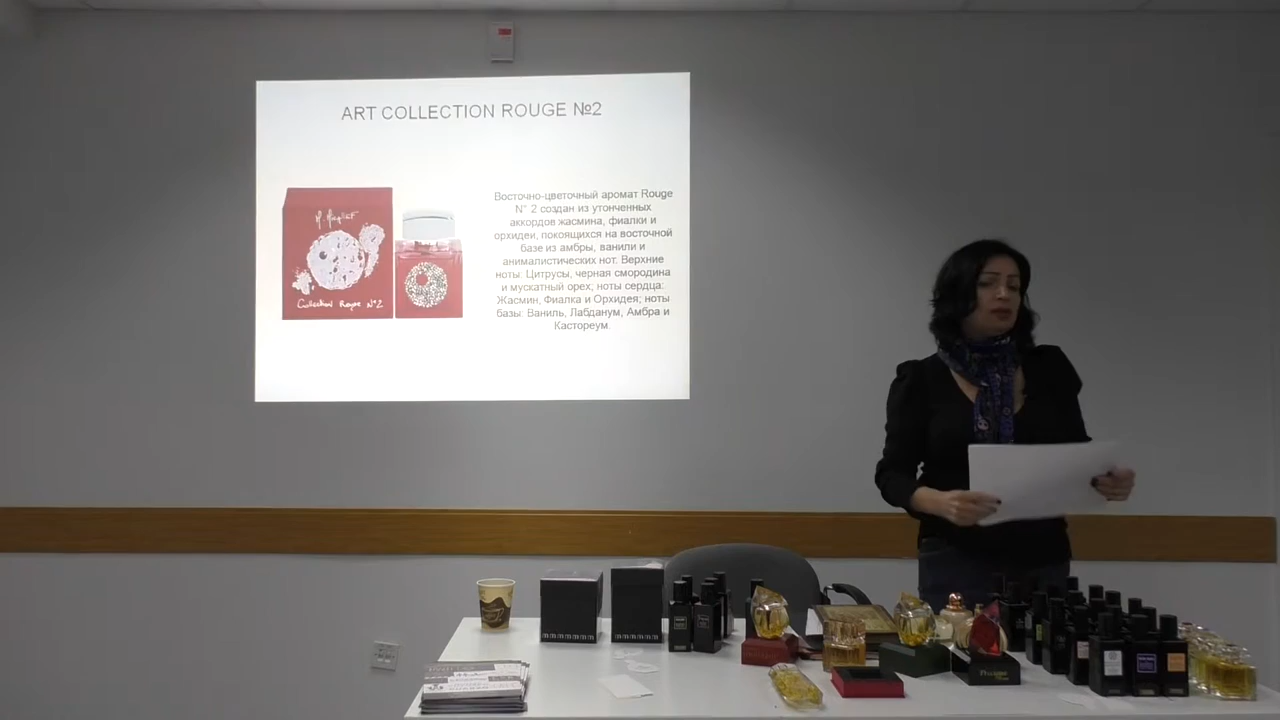 ART COLLECTION ROUGE №2
Восточно-цветочный аромат Rouge
N° 2 создан из утонченных
аккордов жасмина, фиалки и
орхидеи, покоящихся на восточной
базе из амбры, ванили и
анималистических нот. Верхние
ноты: Цитрусы, черная смородина
и мускатный орех; ноты сердца:
Жасмин, Фиалка и Орхидея; ноты
базы: Ваниль, Лабданум, Амбра и
Кастореум.
Collection Rouge N°2